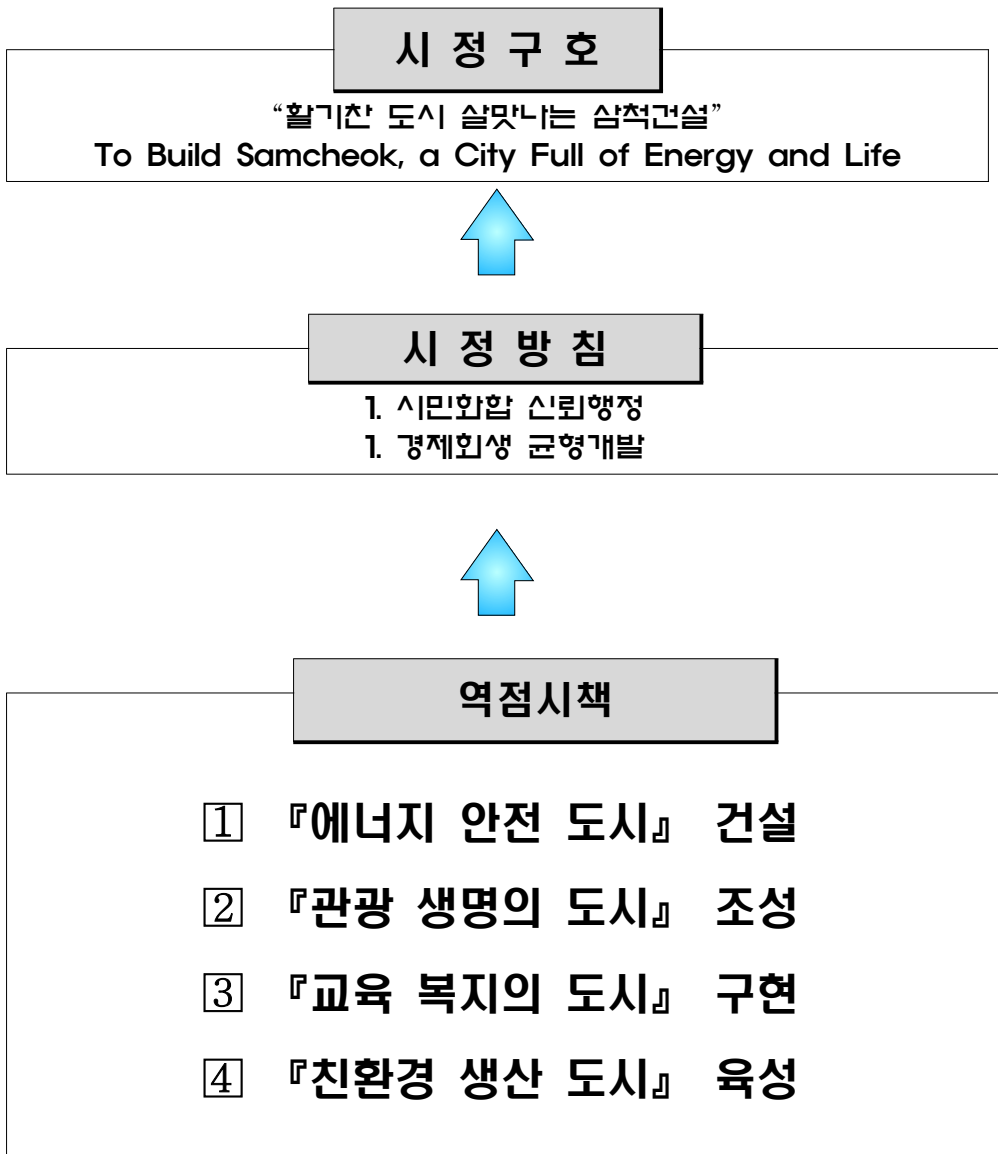 시 정 구 호
“활기찬 도시 살맛나는 삼척건설”
To Build Samcheok, a City Full of Energy and Life
시 정 방 침
1. 시민화합 신뢰행정
1. 경제회생 균형개발
역점시책
1 『에너지 안전 도시』 건설
2 『관광 생명의 도시』 조성
3 『교육 복지의 도시』 구현
4 『친환경 생산 도시』 육성